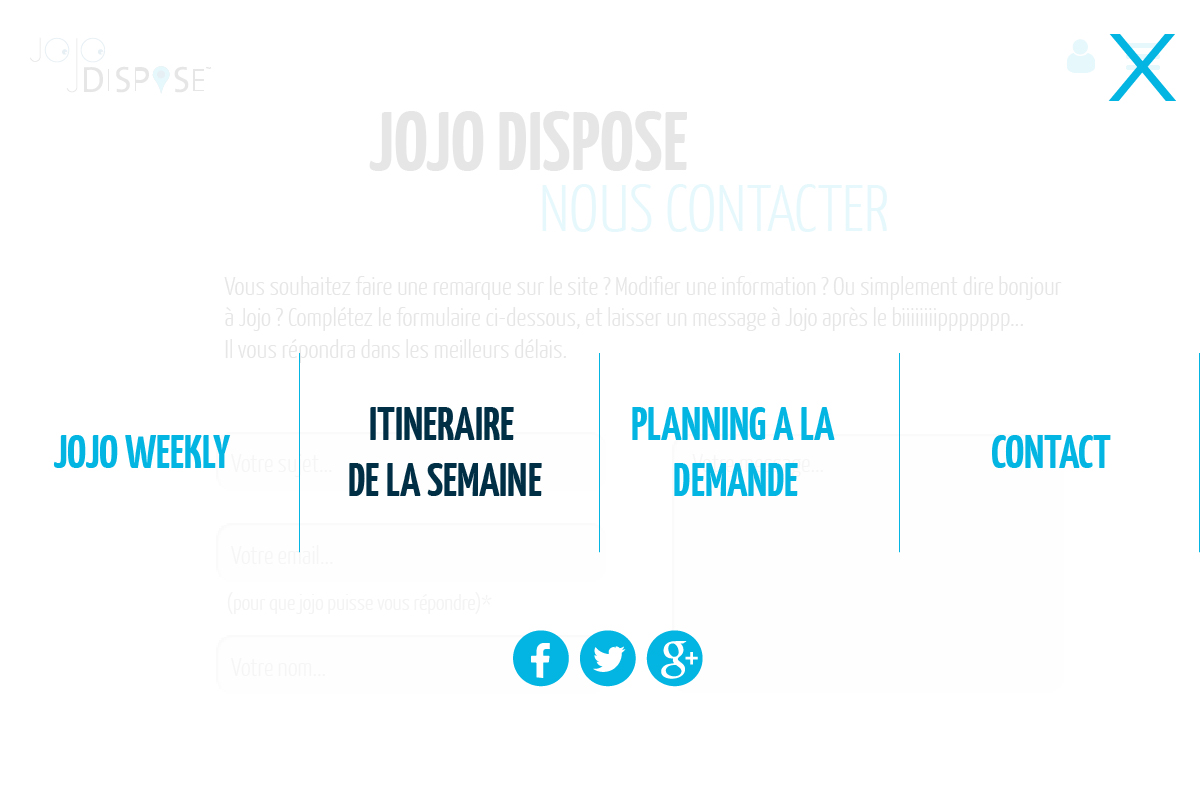 JOJO
DISPOSE™
X
JOJO DISPOSE
NOUS CONTACTER
Vous souhaitez faire une remarque sur le site ? Modifier une information ? Ou simplement dire bonjour
à Jojo ? Complétez le formulaire ci-dessous, et laisser un message à Jojo après le biiiiiiiippppppp...
Il vous répondra dans les meilleurs délais.
JOJO WEEKLY
ITINERAIRE
DE LA SEMAINE
PLANNING A LA
DEMANDE
CONTACT
Votre sujet...
Votre message...
Votre email...
(pour que jojo puisse vous répondre)*
Votre nom...